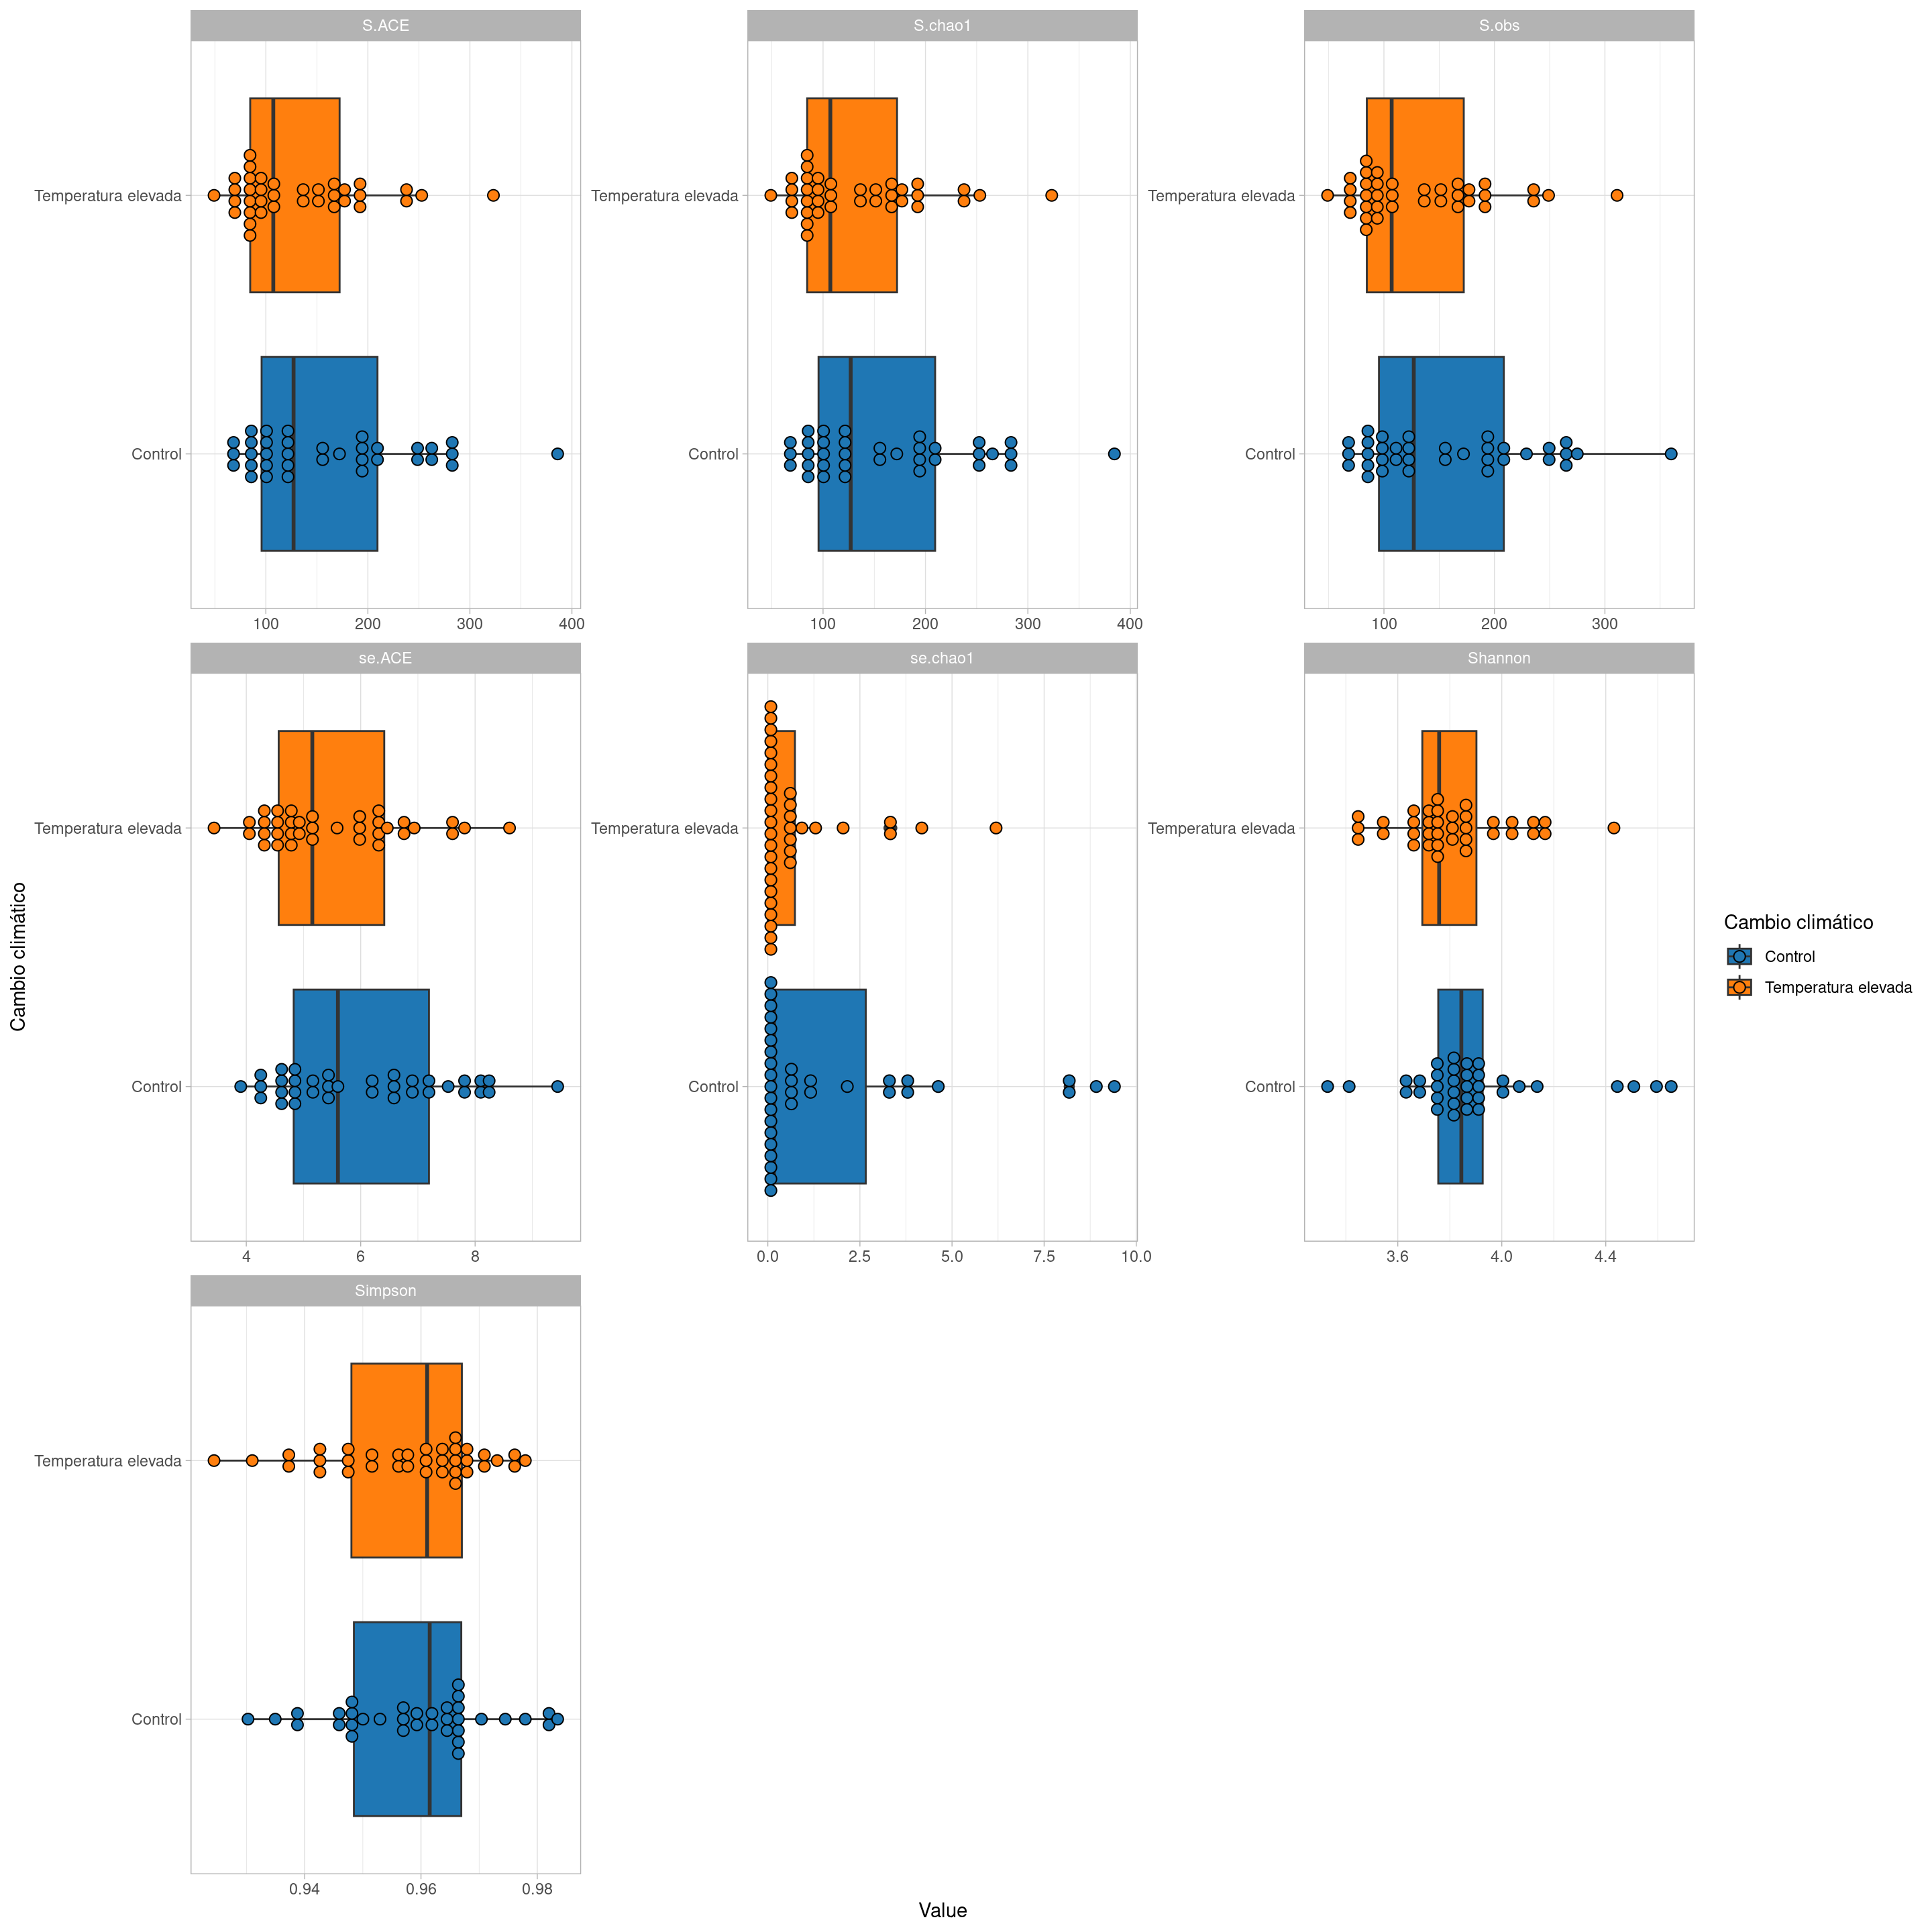 S.ACE
S.chao1
S.obs
Temperatura elevada
Control
Temperatura elevada
Control
Temperatura elevada
Control
100 200 300 400
100 200 300 400
100 200 300
se.ACE
se.chao1
Shannon
Temperatura elevada
Control
Temperatura elevada
Control
Temperatura elevada
Control
4 6 8
0.0 2.5 5.0 7.5 10.0
3.6 4.0 4.4
Simpson
Temperatura elevada
Control
0.94 0.96 0.98
Cambio climático
Value
Cambio climático
Control
Temperatura elevada